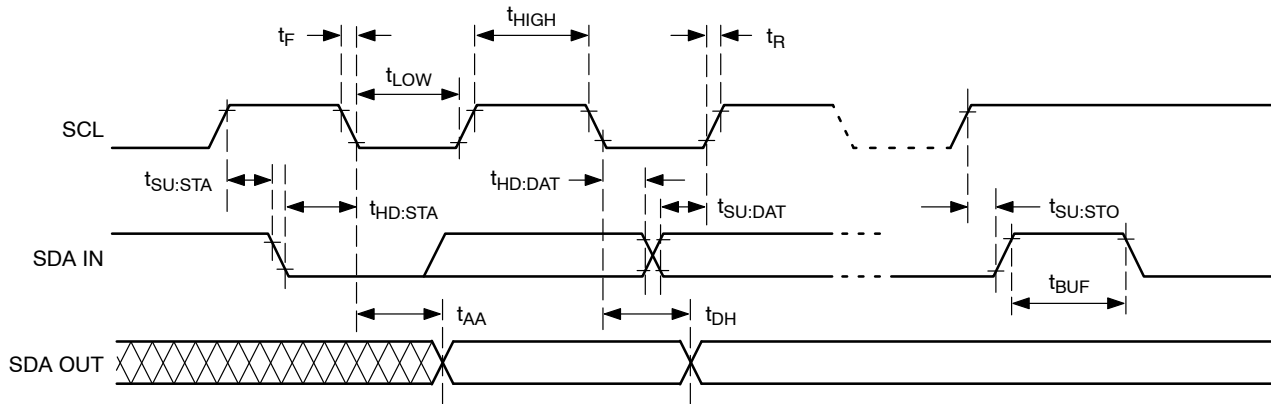 tHIGH
tF
tR
tLOW
SCL
tSU:STA
tHD:STA
tHD:DAT
tSU:DAT
tSU:STO
SDA IN
tBUF
tAA
tDH
SDA OUT